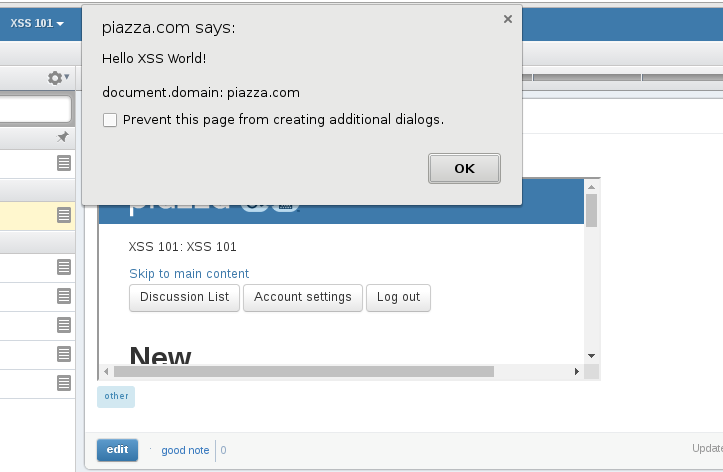 XSS 101
piazza.com says:
Hello XSS World!
document.domain: piazza.com
Prevent this page from creating additional dialogs.
OK
piazza
XSS 101: XSS 101
Skip to main content
Discussion List Account settings Log out
New
other
edit · good note 0
Update